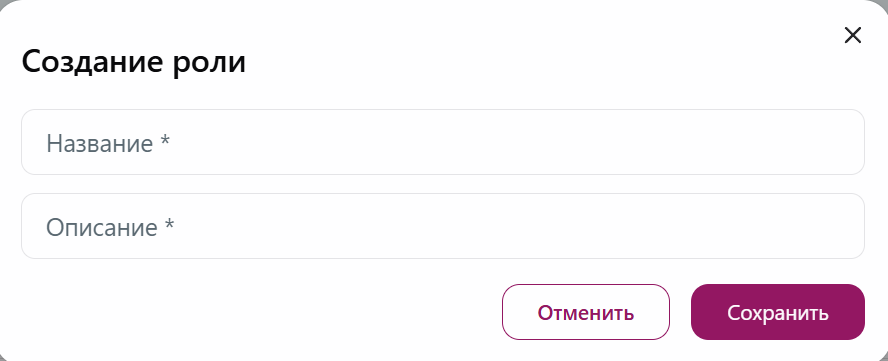 Создание роли
Название *
Описание *
Отменить Сохранить